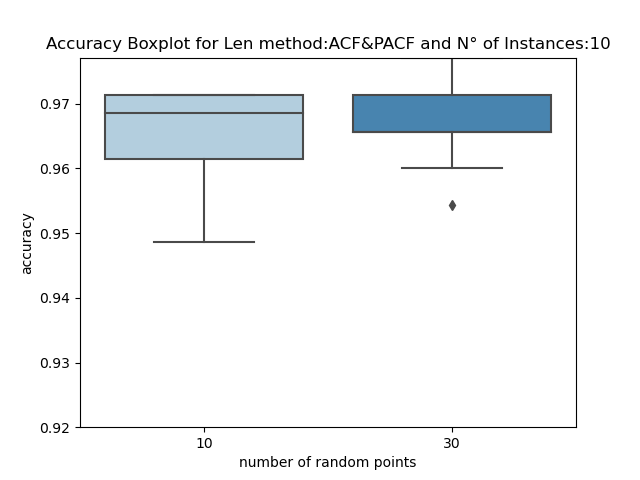 Accuracy Boxplot for Len method:ACF&PACF and N° of Instances:10
0.97
0.96
0.95
0.94
0.93
0.92
accuracy
10 30
number of random points